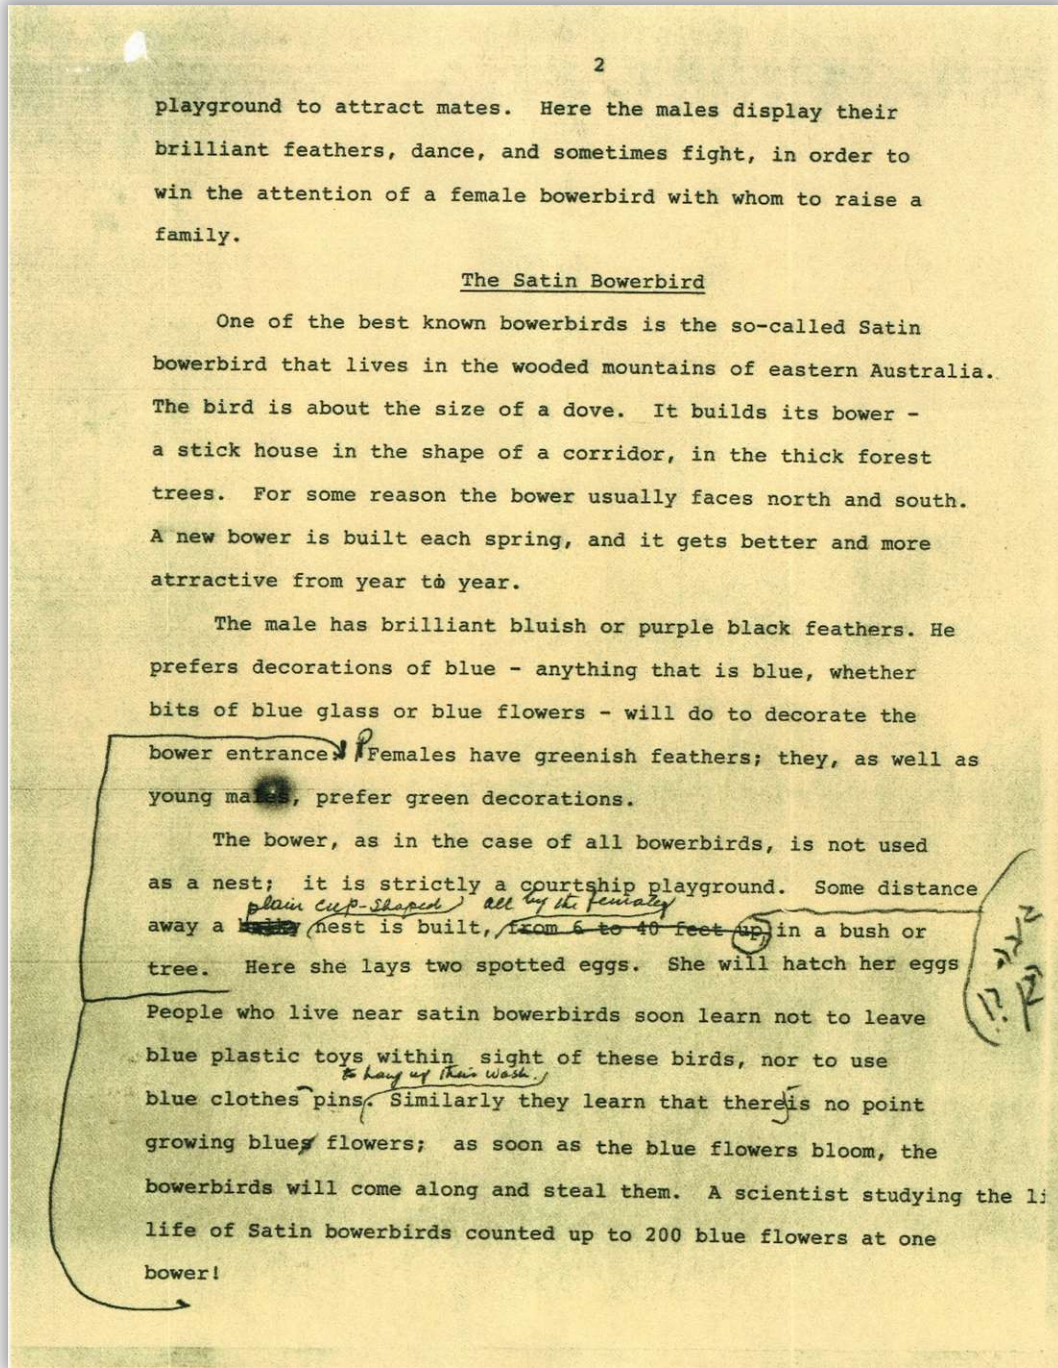 2
playground to attract mates.  Here the males display their
brilliant feathers, dance, and sometimes fight, in order to
win the attention of a female bowerbird with whom to raise a
family.
The Satin Bowerbird
One of the best known bowerbirds is the so-called Satin
bowerbird that lives in the wooded mountains of eastern Australia.
The bird is about the size of a dove.  It builds its bower -
a stick house in the shape of a corridor, in the thick forest
trees.  For some reason the bower usually faces north and south.
A new bower is built each spring, and it gets better and more
atrractive from year to year.
The male has brilliant bluish or purple black feathers. He
prefers decorations of blue - anything that is blue, whether
bits of blue glass or blue flowers - will do to decorate the
bower entrance. Females have greenish feathers; they, as well as
young males, prefer green decorations.
The bower, as in the case of all bowerbirds, is not used
as a nest;  it is strictly a courtship playground.  Some distance
plain cup-shaped all by the females
away a nest is built, from 6 to 40 feet up, in a bush or
tree.  Here she lays two spotted eggs.  She will hatch her eggs
!? P ? ? ?
People who live near satin bowerbirds soon learn not to leave
blue plastic toys within sight of these birds, nor to use
to hang up their wash.
blue clothes pins. Similarly they learn that there is no point
growing blues flowers;  as soon as the blue flowers bloom, the
bowerbirds will come along and steal them.  A scientist studying the li
life of Satin bowerbirds counted up to 200 blue flowers at one
bower!